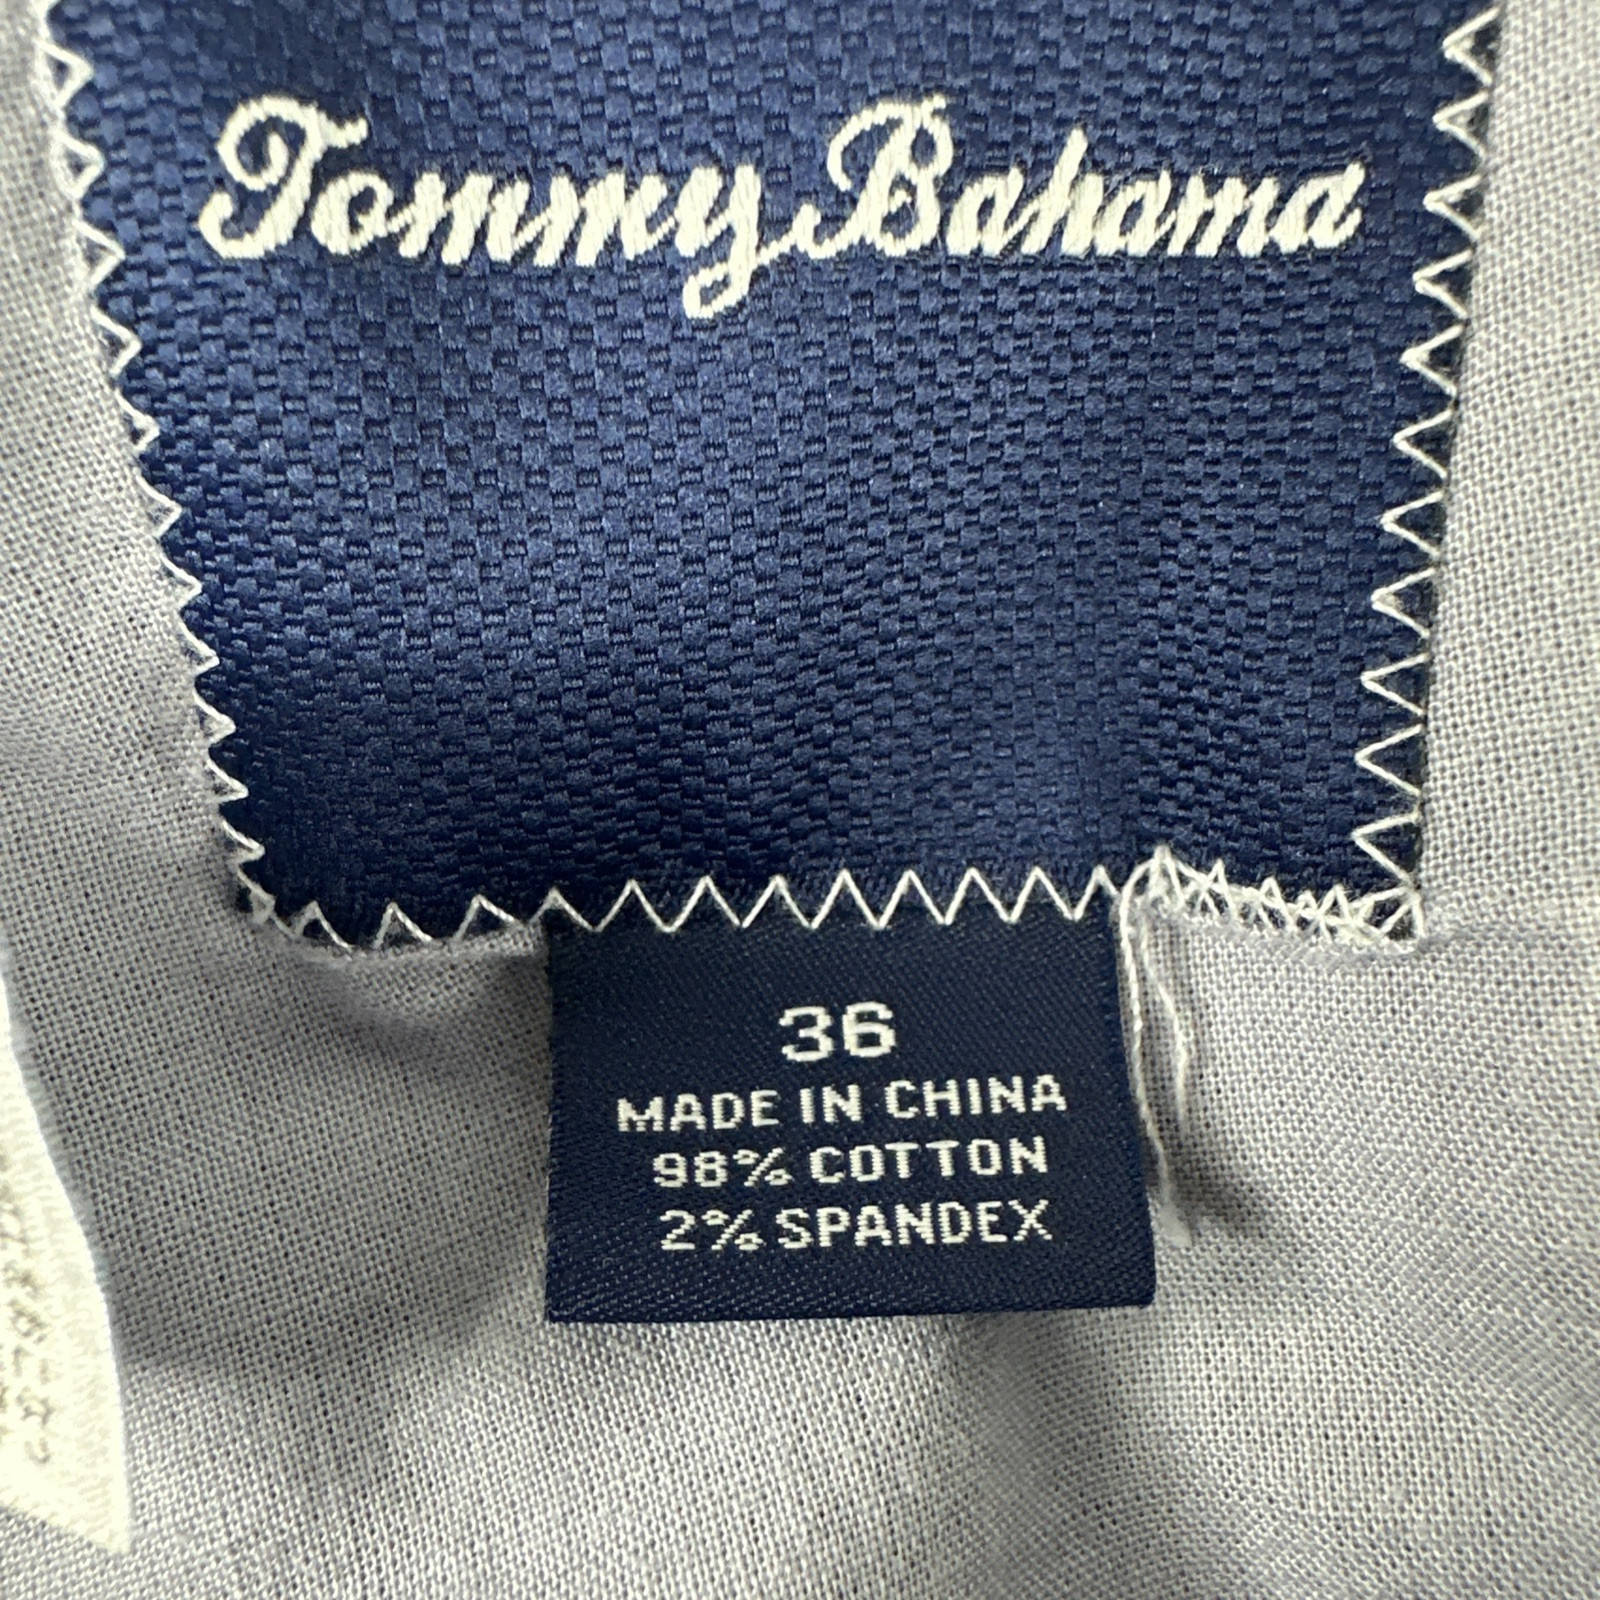 Tommy Bahama
36
MADE IN CHINA
98% COTTON
2% SPANDEX